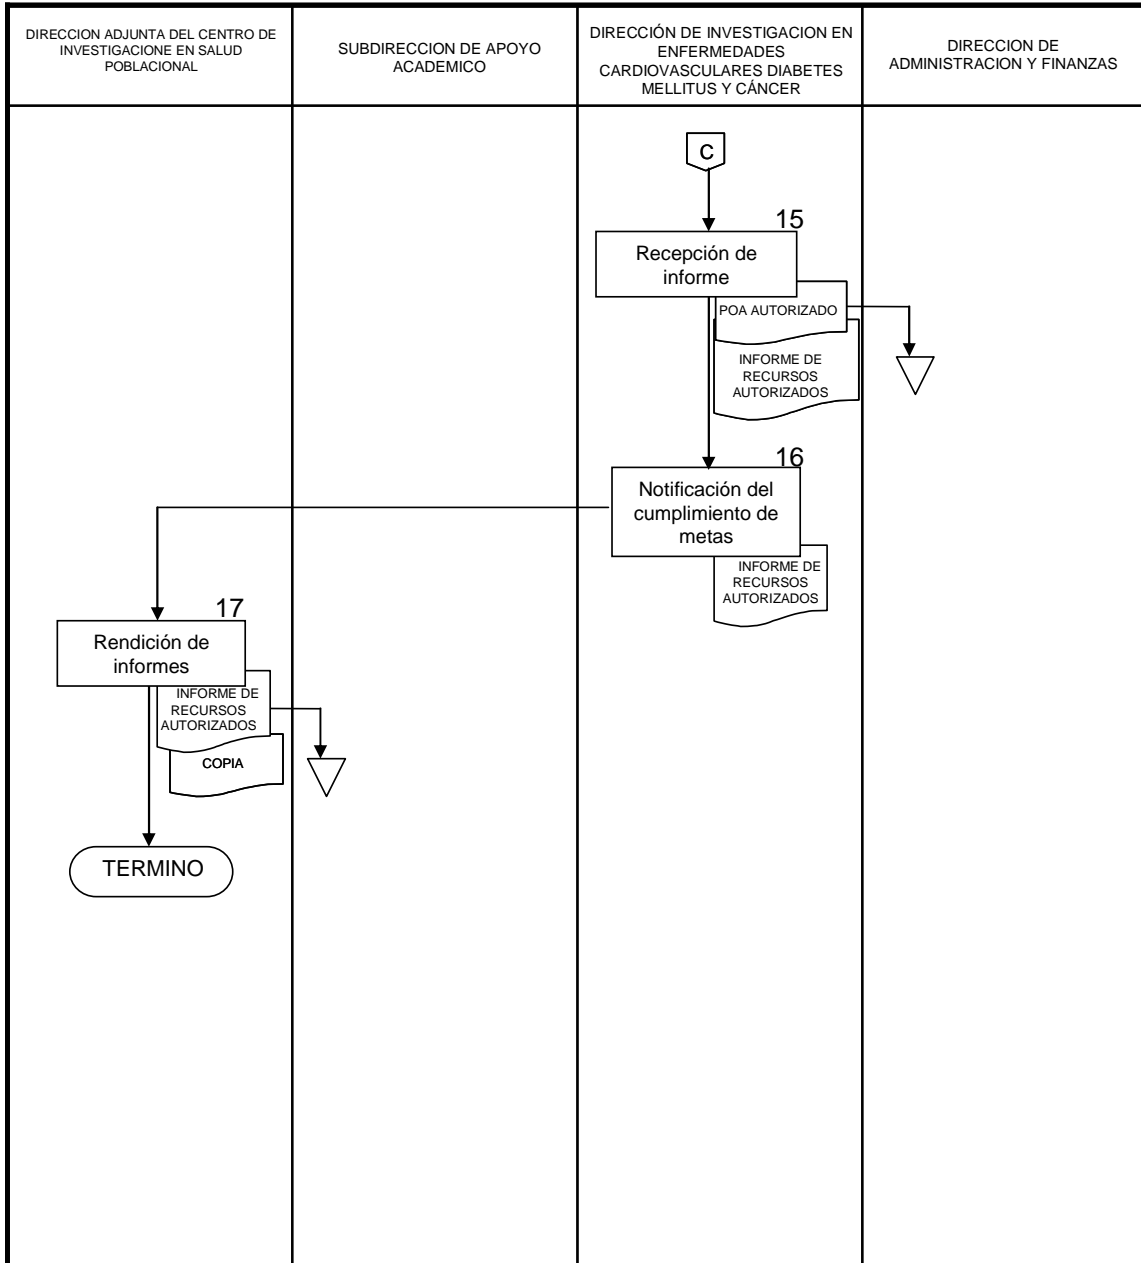 DIRECCION ADJUNTA DEL CENTRO DE
INVESTIGACIONE EN SALUD
POBLACIONAL
SUBDIRECCION DE APOYO
ACADEMICO
DIRECCIÓN DE INVESTIGACION EN
ENFERMEDADES
CARDIOVASCULARES DIABETES
MELLITUS Y CÁNCER
DIRECCION DE
ADMINISTRACION Y FINANZAS
C
15
Recepción de
informe
POA AUTORIZADO
INFORME DE
RECURSOS
AUTORIZADOS
16
Notificación del
cumplimiento de
metas
INFORME DE
RECURSOS
AUTORIZADOS
17
Rendición de
informes
INFORME DE
RECURSOS
AUTORIZADOS
COPIA
TERMINO